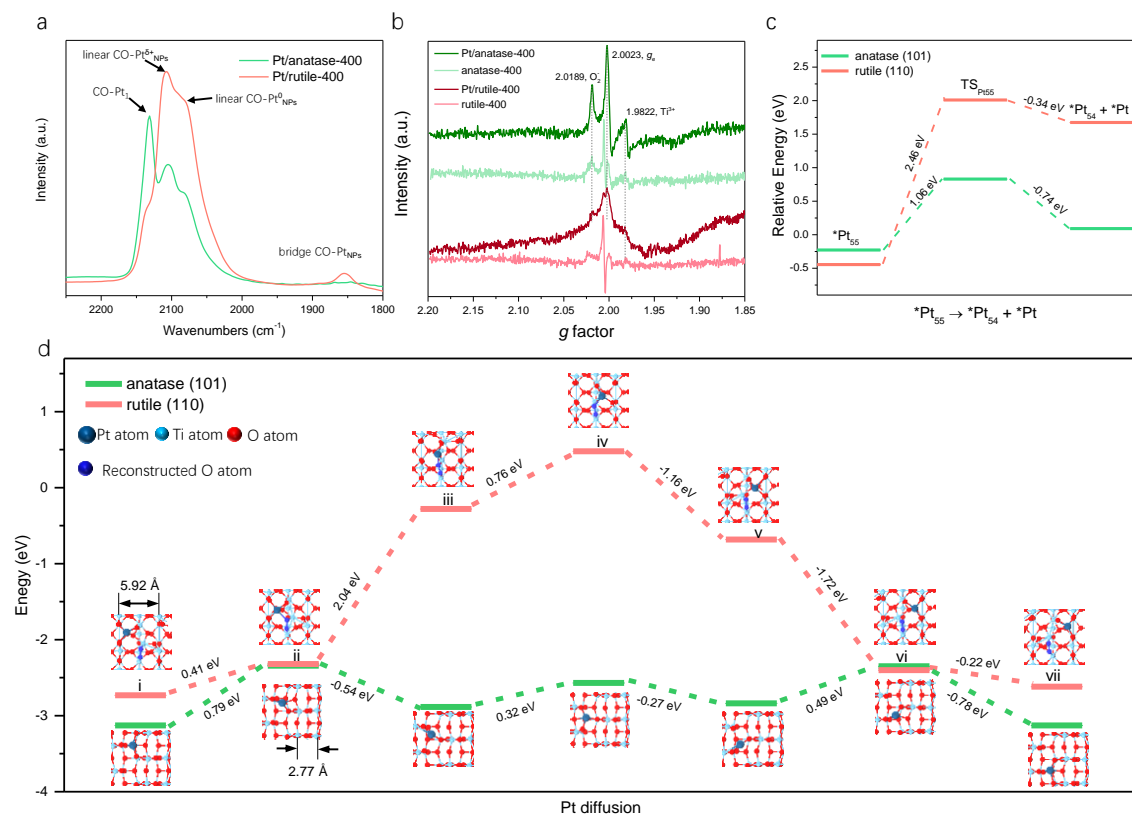 a
linear CO-Pt^δ+_NPs
Pt/anatase-400
Pt/rutile-400
CO-Pt₁
linear CO-Pt⁰_NPs
bridge CO-Pt_NPs
Intensity (a.u.)
2200 2100 2000 1900 1800
Wavenumbers (cm⁻¹)
b
Pt/anatase-400
anatase-400
Pt/rutile-400
rutile-400
2.0023, gₑ
2.0189, O₂⁻
1.9822, Ti³⁺
Intensity (a.u.)
2.20 2.15 2.10 2.05 2.00 1.95 1.90 1.85
g factor
c
anatase (101)
rutile (110)
TS_Pt55
-0.34 eV
*Pt₅₄ + *Pt
2.46 eV
1.06 eV
-0.74 eV
*Pt₅₅
Relative Energy (eV)
2.5
2.0
1.5
1.0
0.5
0.0
-0.5
*Pt₅₅ → *Pt₅₄ + *Pt
d
anatase (101)
rutile (110)
Pt atom Ti atom O atom
Reconstructed O atom
Enegy (eV)
1
0
-1
-2
-3
-4
5.92 Å
i
0.41 eV
0.79 eV
ii
2.04 eV
-0.54 eV
2.77 Å
iii
0.76 eV
0.32 eV
iv
-1.16 eV
-0.27 eV
v
-1.72 eV
0.49 eV
vi
-0.22 eV
-0.78 eV
vii
Pt diffusion